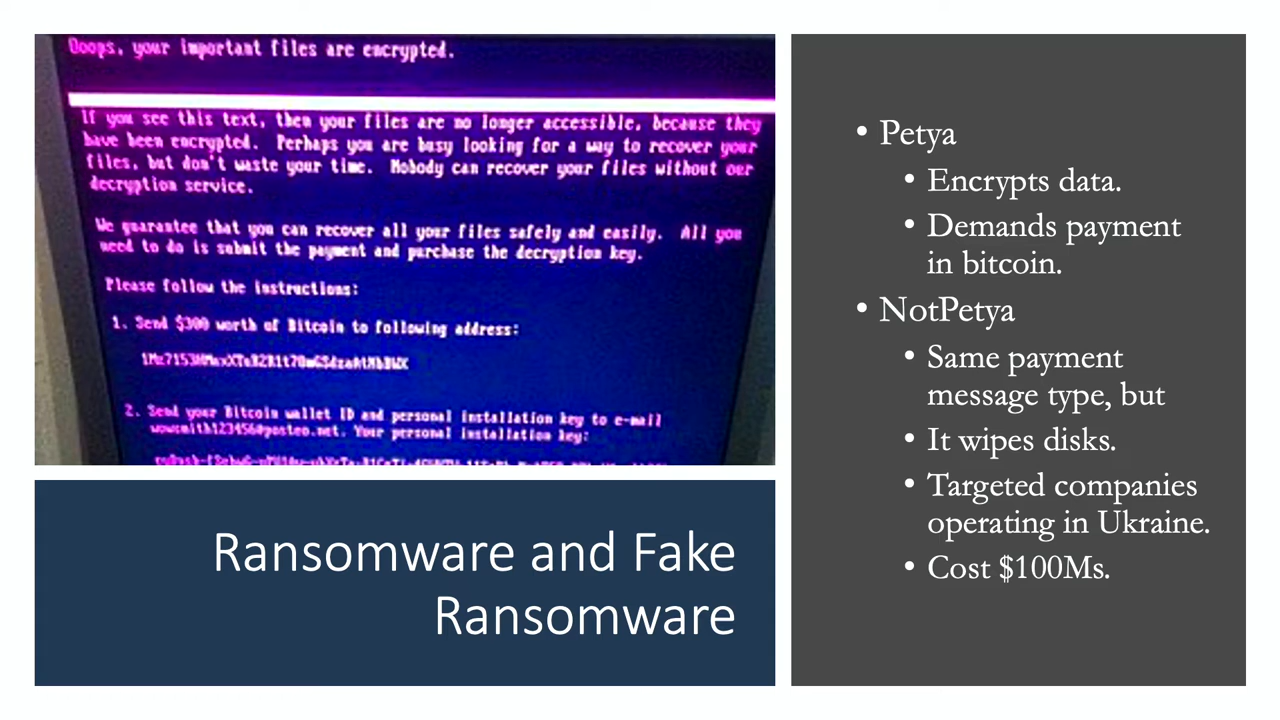 Ooops, your important files are encrypted.
If you see this text, then your files are no longer accessible, because they
have been encrypted. Perhaps you are busy looking for a way to recover your
files, but don't waste your time. Nobody can recover your files without our
decryption service.
We guarantee that you can recover all your files safely and easily. All you
need to do is submit the payment and purchase the decryption key.
Please follow the instructions:
1. Send $300 worth of Bitcoin to following address:
2. Send your Bitcoin wallet ID and personal installation key to e-mail
wowsmith123456@posteo.net. Your personal installation key:
Ransomware and Fake
Ransomware
• Petya
• Encrypts data.
• Demands payment
in bitcoin.
• NotPetya
• Same payment
message type, but
• It wipes disks.
• Targeted companies
operating in Ukraine.
• Cost $100Ms.